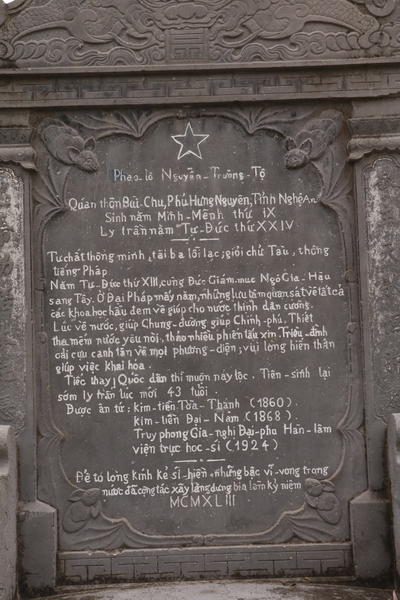 Phao-lô Nguyễn-Trường-Tộ
Quán thôn Bùi-Chu, Phủ Hưng Nguyên, Tỉnh Nghệ An
Sinh năm Minh-Mệnh thứ IX
Ly trần năm Tự-Đức thứ XXIV
Tư chất thông minh, tài ba lỗi lạc, giỏi chữ Tàu, thông
tiếng Pháp.
Năm Tự-Đức thứ XIII, cùng Đức Giám-mục Ngô Gia-Hậu
sang Tây. Ở Đại Pháp mấy năm, những lưu tâm quan sát về tất cả
các khoa học hầu đem về giúp cho nước thịnh dân cường.
Lúc về nước, giúp Chung-đường giúp Chính-phủ. Thiết
tha mến nước yêu nòi, thảo nhiều phiến tấu xin Triều-đình
cải cựu canh tân về mọi phương-diện; vui lòng hiến thân
giúp việc khai hóa.
Tiếc thay! Quốc dân thì muốn nảy lộc. Tiên-sinh lại
sớm ly trần lúc mới 43 tuổi.
Được ân tứ: kim-tiền Tòa-Thánh (1860).
kim-tiền Đại-Nam (1868).
Truy phong Gia-nghị Đại-phu Hàn-lâm
viện trực học-sĩ (1924)
Để tỏ lòng kính kẻ sĩ-hiền, những bậc vĩ-vọng trong
nước đã cộng tác xây lăng dựng bia làm kỷ niệm
MCMXLIII